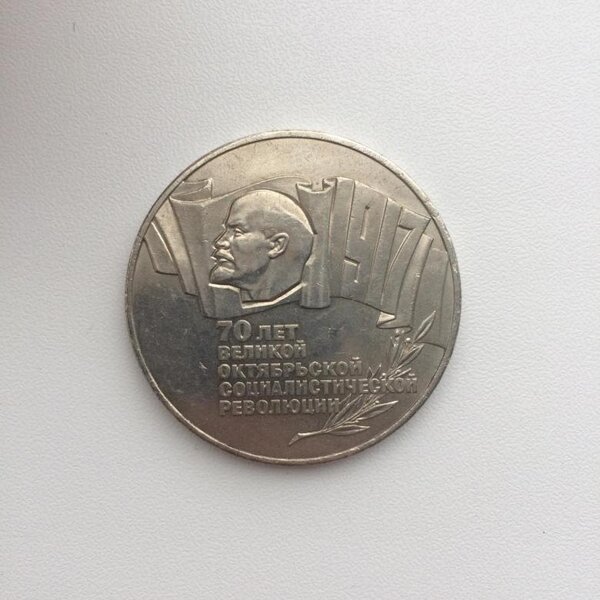 1917
70 ЛЕТ
ВЕЛИКОЙ
ОКТЯБРЬСКОЙ
СОЦИАЛИСТИЧЕСКОЙ
РЕВОЛЮЦИИ